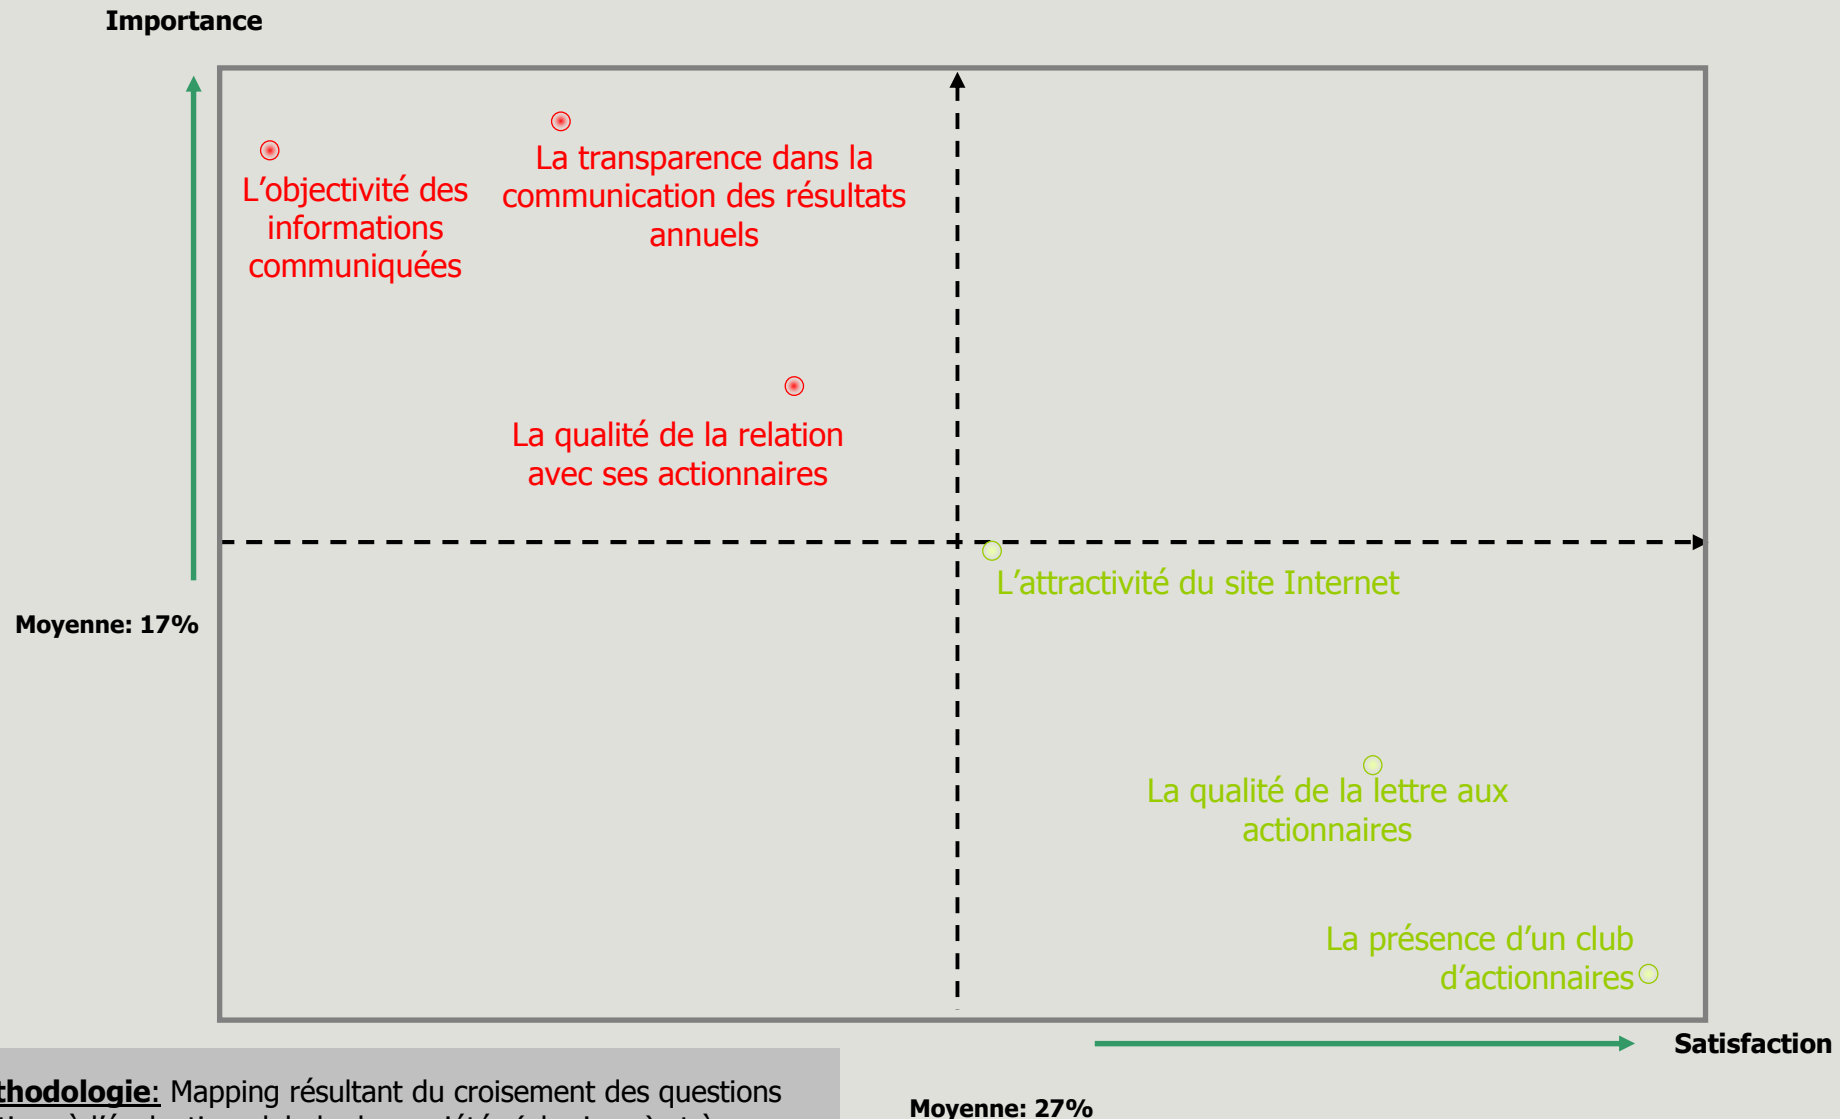 Importance
L’objectivité des
informations
communiquées
La transparence dans la
communication des résultats
annuels
La qualité de la relation
avec ses actionnaires
L’attractivité du site Internet
Moyenne: 17%
La qualité de la lettre aux
actionnaires
La présence d’un club
d’actionnaires
Satisfaction
thodologie: Mapping résultant du croisement des questions
Moyenne: 27%